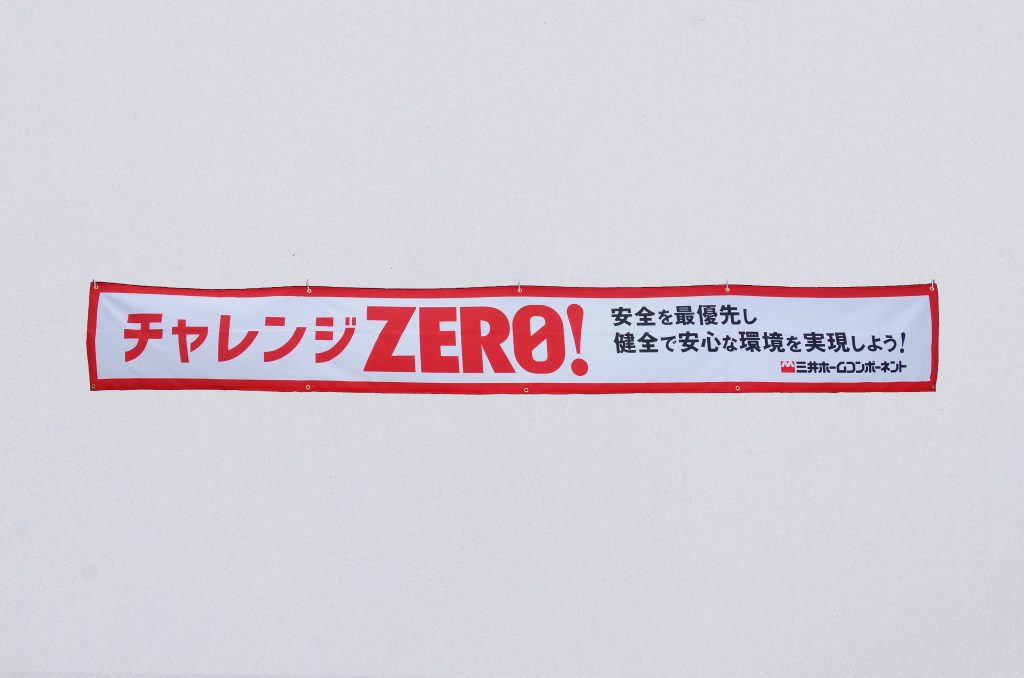 チャレンジZERO!
安全を最優先し
健全で安心な環境を実現しよう!
三井ホームコンポーネント